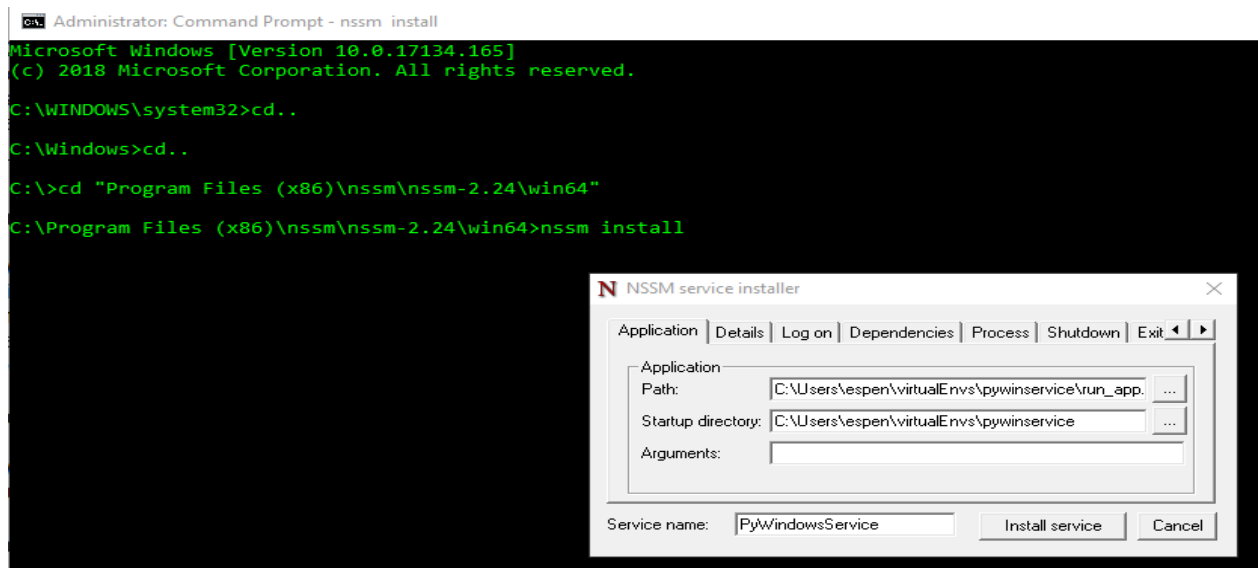 Administrator: Command Prompt - nssm  install
Microsoft Windows [Version 10.0.17134.165]
(c) 2018 Microsoft Corporation. All rights reserved.
C:\WINDOWS\system32>cd..
C:\Windows>cd..
C:\>cd "Program Files (x86)\nssm\nssm-2.24\win64"
C:\Program Files (x86)\nssm\nssm-2.24\win64>nssm install
N NSSM service installer
Application Details Log on Dependencies Process Shutdown Exit
Application
Path: C:\Users\espen\virtualEnvs\pywinservice\run_app. ...
Startup directory: C:\Users\espen\virtualEnvs\pywinservice ...
Arguments:
Service name: PyWindowsService Install service Cancel